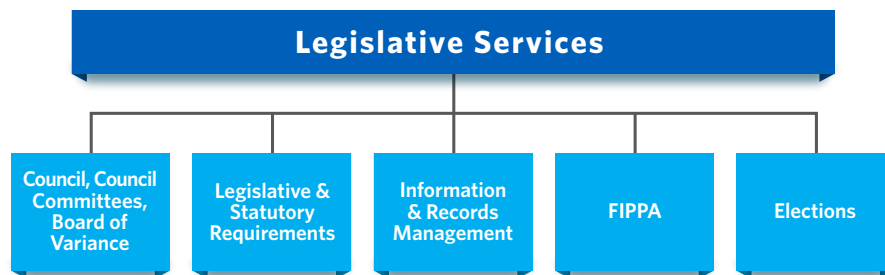 Legislative Services
Council, Council
Committees,
Board of
Variance
Legislative &
Statutory
Requirements
Information
& Records
Management
FIPPA
Elections